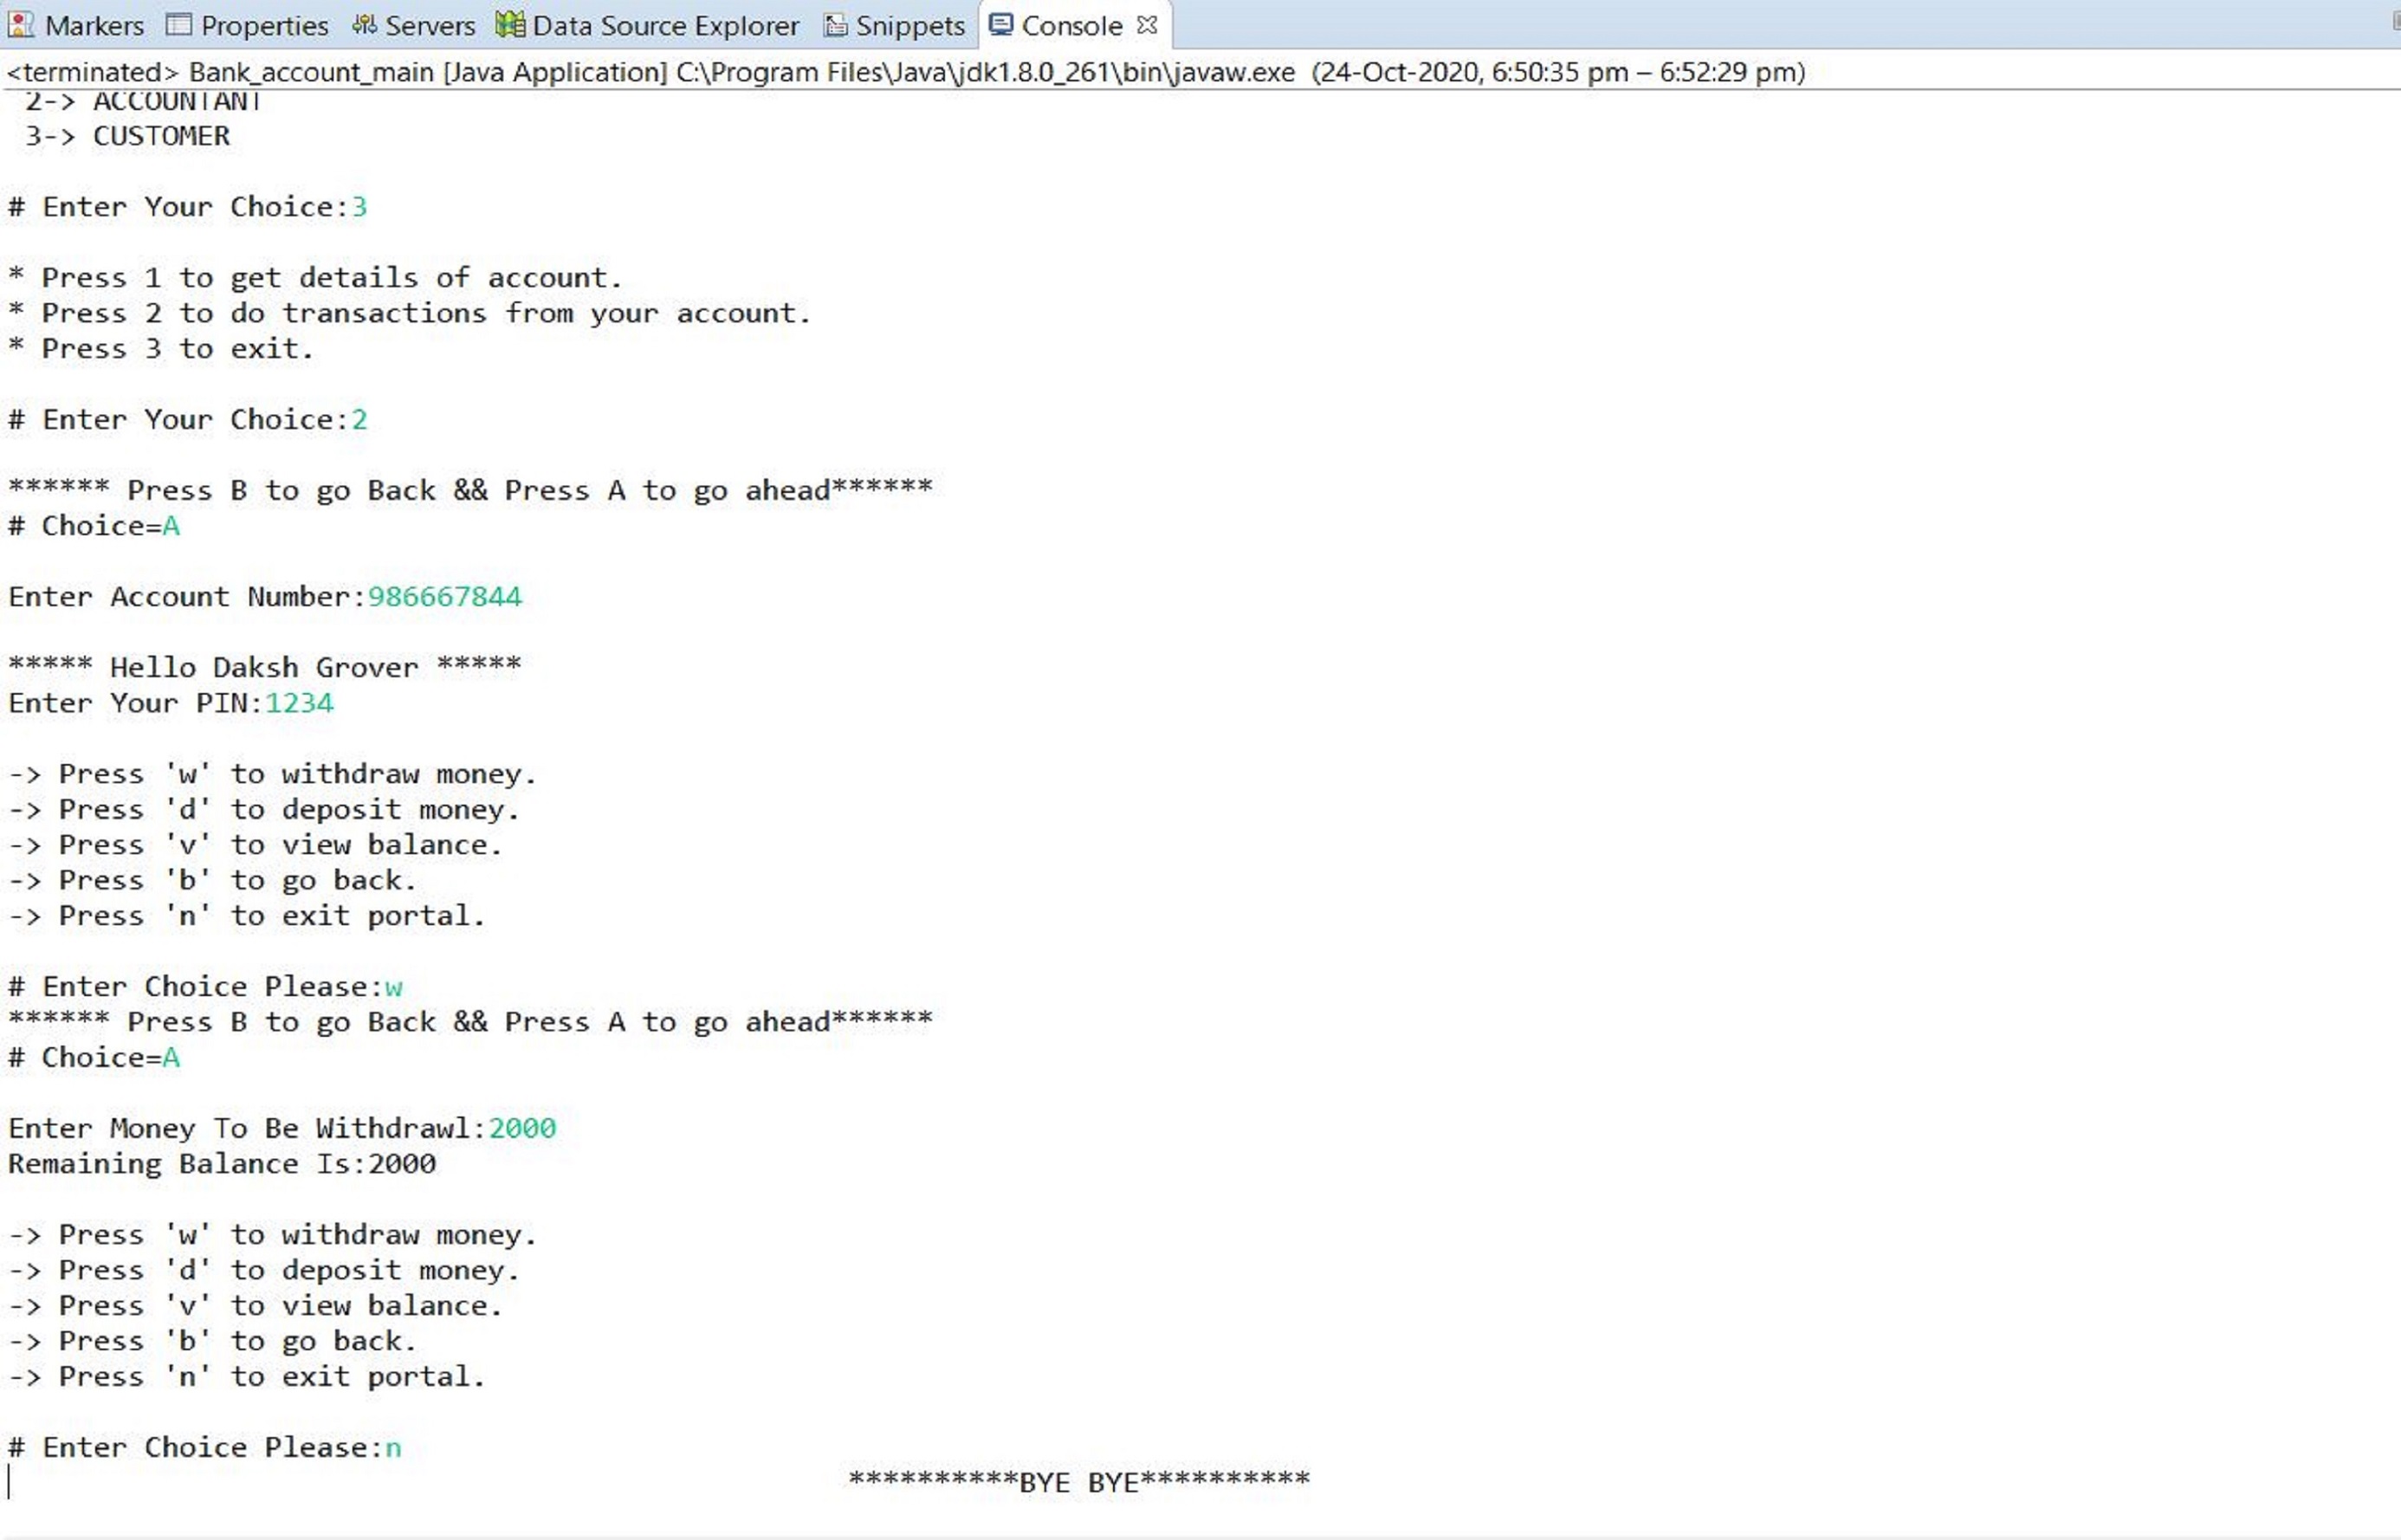 Markers Properties Servers Data Source Explorer Snippets Console
<terminated> Bank_account_main [Java Application] C:\Program Files\Java\jdk1.8.0_261\bin\javaw.exe (24-Oct-2020, 6:50:35 pm – 6:52:29 pm)
2-> ACCOUNTANT
3-> CUSTOMER
# Enter Your Choice:3
* Press 1 to get details of account.
* Press 2 to do transactions from your account.
* Press 3 to exit.
# Enter Your Choice:2
****** Press B to go Back && Press A to go ahead******
# Choice=A
Enter Account Number:986667844
***** Hello Daksh Grover *****
Enter Your PIN:1234
-> Press 'w' to withdraw money.
-> Press 'd' to deposit money.
-> Press 'v' to view balance.
-> Press 'b' to go back.
-> Press 'n' to exit portal.
# Enter Choice Please:w
****** Press B to go Back && Press A to go ahead******
# Choice=A
Enter Money To Be Withdrawl:2000
Remaining Balance Is:2000
-> Press 'w' to withdraw money.
-> Press 'd' to deposit money.
-> Press 'v' to view balance.
-> Press 'b' to go back.
-> Press 'n' to exit portal.
# Enter Choice Please:n
**********BYE BYE**********